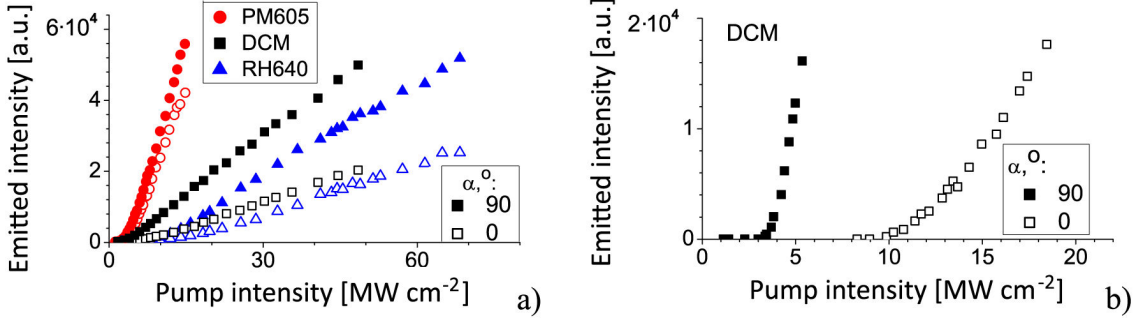 Emitted intensity [a.u.]
6·10⁴
4
2
0
0
30
60
Pump intensity [MW cm⁻²]
PM605
DCM
RH640
α,°:
90
0
a)
Emitted intensity [a.u.]
2·10⁴
1·10⁴
0
0
5
10
15
20
Pump intensity [MW cm⁻²]
DCM
α,°:
90
0
b)